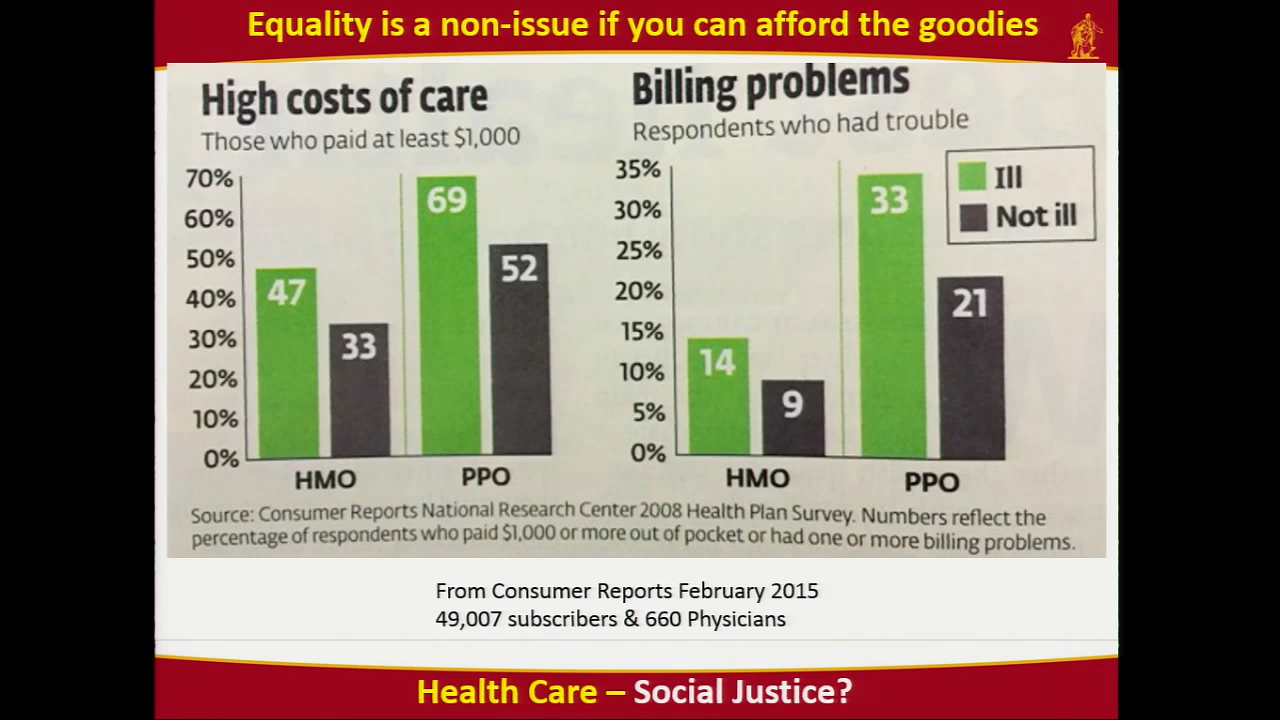 Equality is a non-issue if you can afford the goodies
High costs of care
Those who paid at least $1,000
70%
60%
50%
40%
30%
20%
10%
0%
47
33
69
52
HMO
PPO
Billing problems
Respondents who had trouble
35%
30%
25%
20%
15%
10%
5%
0%
14
9
33
21
HMO
PPO
Ill
Not ill
Source: Consumer Reports National Research Center 2008 Health Plan Survey. Numbers reflect the
percentage of respondents who paid $1,000 or more out of pocket or had one or more billing problems.
From Consumer Reports February 2015
49,007 subscribers & 660 Physicians
Health Care – Social Justice?